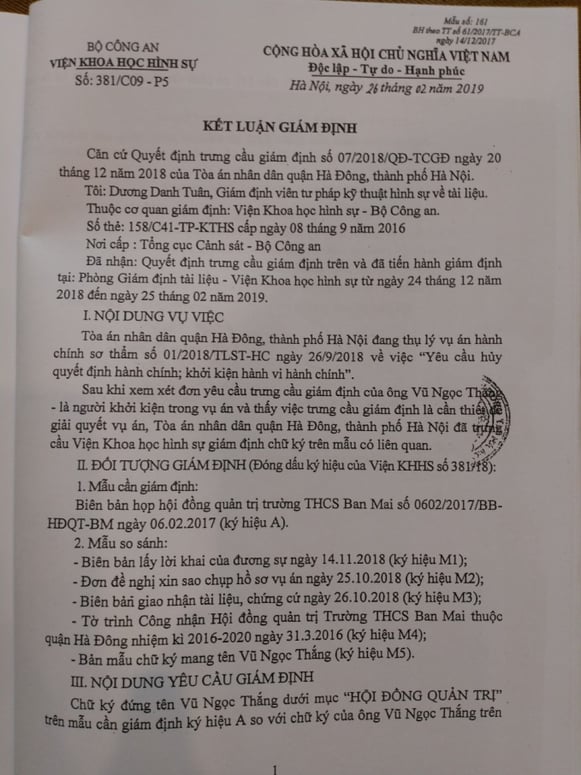 Mẫu số: 161
BH theo TT số 61/2017/TT-BCA
ngày 14/12/2017
BỘ CÔNG AN
VIỆN KHOA HỌC HÌNH SỰ
Số: 381/C09 - P5
CỘNG HÒA XÃ HỘI CHỦ NGHĨA VIỆT NAM
Độc lập - Tự do - Hạnh phúc
Hà Nội, ngày 26 tháng 02 năm 2019
KẾT LUẬN GIÁM ĐỊNH
Căn cứ Quyết định trưng cầu giám định số 07/2018/QĐ-TCGĐ ngày 20
tháng 12 năm 2018 của Tòa án nhân dân quận Hà Đông, thành phố Hà Nội.
Tôi: Dương Danh Tuân, Giám định viên tư pháp kỹ thuật hình sự về tài liệu.
Thuộc cơ quan giám định: Viện Khoa học hình sự - Bộ Công an.
Số thẻ: 158/C41-TP-KTHS cấp ngày 08 tháng 9 năm 2016
Nơi cấp : Tổng cục Cảnh sát - Bộ Công an
Đã nhận: Quyết định trưng cầu giám định trên và đã tiến hành giám định
tại: Phòng Giám định tài liệu - Viện Khoa học hình sự từ ngày 24 tháng 12 năm
2018 đến ngày 25 tháng 02 năm 2019.
I. NỘI DUNG VỤ VIỆC
Tòa án nhân dân quận Hà Đông, thành phố Hà Nội đang thụ lý vụ án hành
chính sơ thẩm số 01/2018/TLST-HC ngày 26/9/2018 về việc “Yêu cầu hủy
quyết định hành chính; khởi kiện hành vi hành chính”.
Sau khi xem xét đơn yêu cầu trưng cầu giám định của ông Vũ Ngọc Thắng
- là người khởi kiện trong vụ án và thấy việc trưng cầu giám định là cần thiết để
giải quyết vụ án, Tòa án nhân dân quận Hà Đông, thành phố Hà Nội đã trưng
cầu Viện Khoa học hình sự giám định chữ ký trên mẫu có liên quan.
II. ĐỐI TƯỢNG GIÁM ĐỊNH (Đóng dấu ký hiệu của Viện KHHS số 381/18):
1. Mẫu cần giám định:
Biên bản họp hội đồng quản trị trường THCS Ban Mai số 0602/2017/BB-
HĐQT-BM ngày 06.02.2017 (ký hiệu A).
2. Mẫu so sánh:
- Biên bản lấy lời khai của đương sự ngày 14.11.2018 (ký hiệu M1);
- Đơn đề nghị xin sao chụp hồ sơ vụ án ngày 25.10.2018 (ký hiệu M2);
- Biên bản giao nhận tài liệu, chứng cứ ngày 26.10.2018 (ký hiệu M3);
- Tờ trình Công nhận Hội đồng quản trị Trường THCS Ban Mai thuộc
quận Hà Đông nhiệm kì 2016-2020 ngày 31.3.2016 (ký hiệu M4);
- Bản mẫu chữ ký mang tên Vũ Ngọc Thắng (ký hiệu M5).
III. NỘI DUNG YÊU CẦU GIÁM ĐỊNH
Chữ ký đứng tên Vũ Ngọc Thắng dưới mục “HỘI ĐỒNG QUẢN TRỊ”
trên mẫu cần giám định ký hiệu A so với chữ ký của ông Vũ Ngọc Thắng trên
1